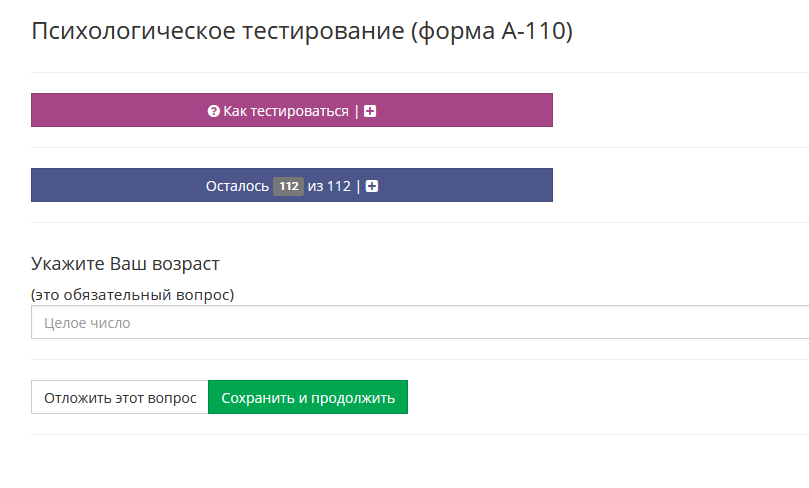 Психологическое тестирование (форма А-110)
Как тестироваться |
Осталось 112 из 112 |
Укажите Ваш возраст
(это обязательный вопрос)
Целое число
Отложить этот вопрос Сохранить и продолжить